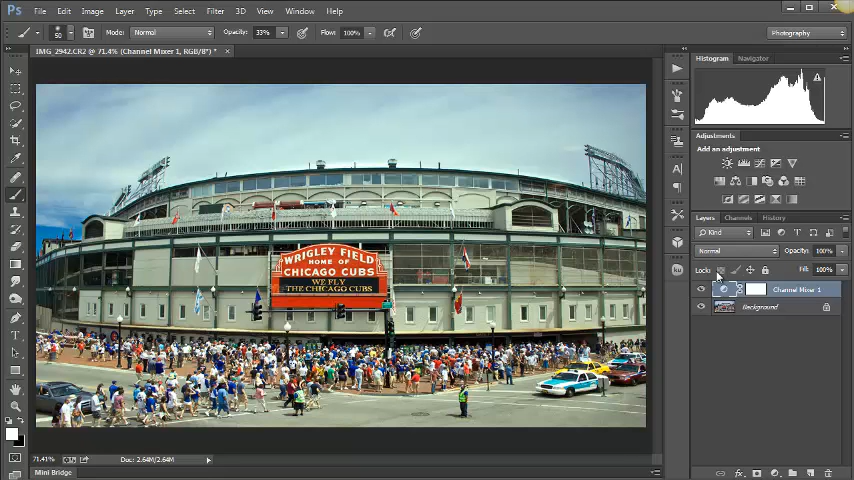 Ps File Edit Image Layer Type Select Filter 3D View Window Help
50 Mode: Normal Opacity: 33% Flow: 100% Photography
IMG_2942.CR2 @ 71.4% (Channel Mixer 1, RGB/8*) * ×
Histogram Navigator
Adjustments
Add an adjustment
Layers Channels History
Kind
Normal Opacity: 100%
Lock: Fill: 100%
Channel Mixer 1
Background
WRIGLEY FIELD
HOME OF
CHICAGO CUBS
WE FLY
THE CHICAGO CUBS
71.41% Doc: 2.64M/2.64M
Mini Bridge